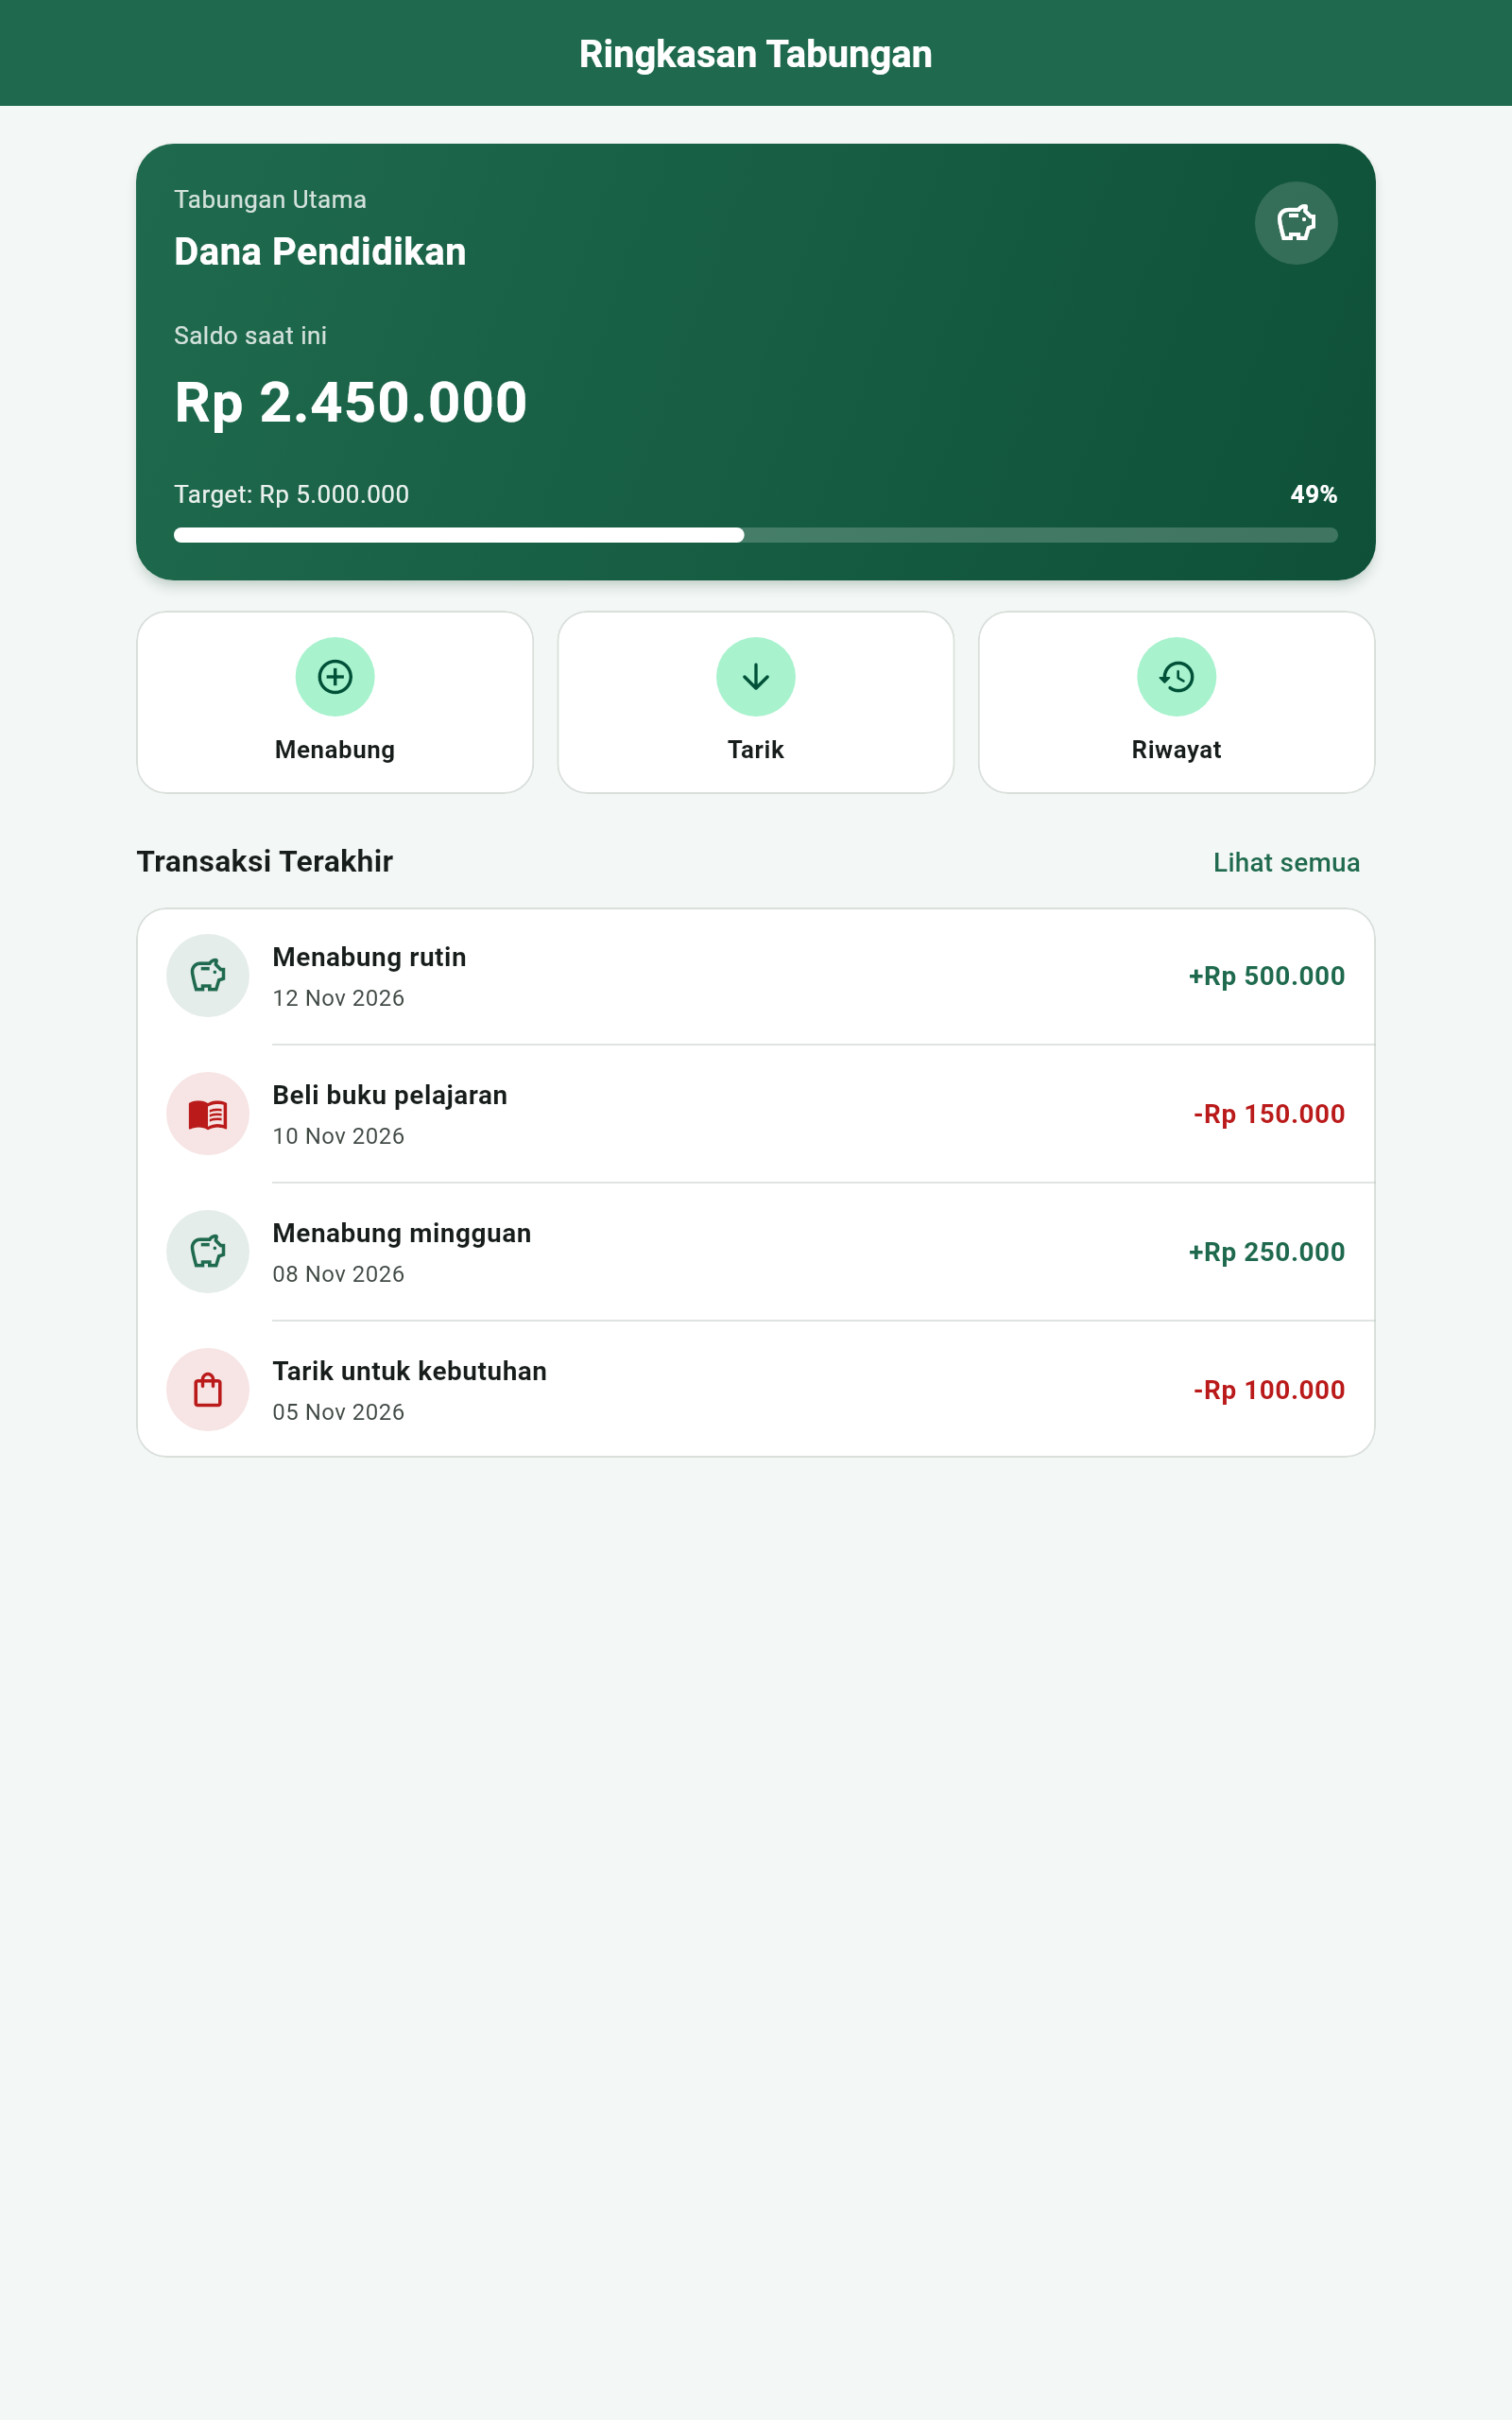 Ringkasan Tabungan
Tabungan Utama
Dana Pendidikan
Saldo saat ini
Rp 2.450.000
Target: Rp 5.000.000
49%
Menabung
Tarik
Riwayat
Transaksi Terakhir
Lihat semua
Menabung rutin
12 Nov 2026
+Rp 500.000
Beli buku pelajaran
10 Nov 2026
-Rp 150.000
Menabung mingguan
08 Nov 2026
+Rp 250.000
Tarik untuk kebutuhan
05 Nov 2026
-Rp 100.000